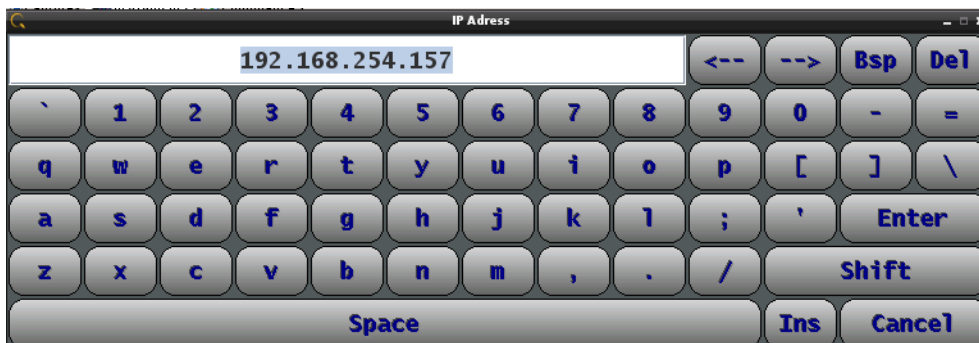 IP Adress
192.168.254.157 <-- --> Bsp Del
` 1 2 3 4 5 6 7 8 9 0 - =
q w e r t y u i o p [ ] \
a s d f g h j k l ; ' Enter
z x c v b n m , . / Shift
Space Ins Cancel